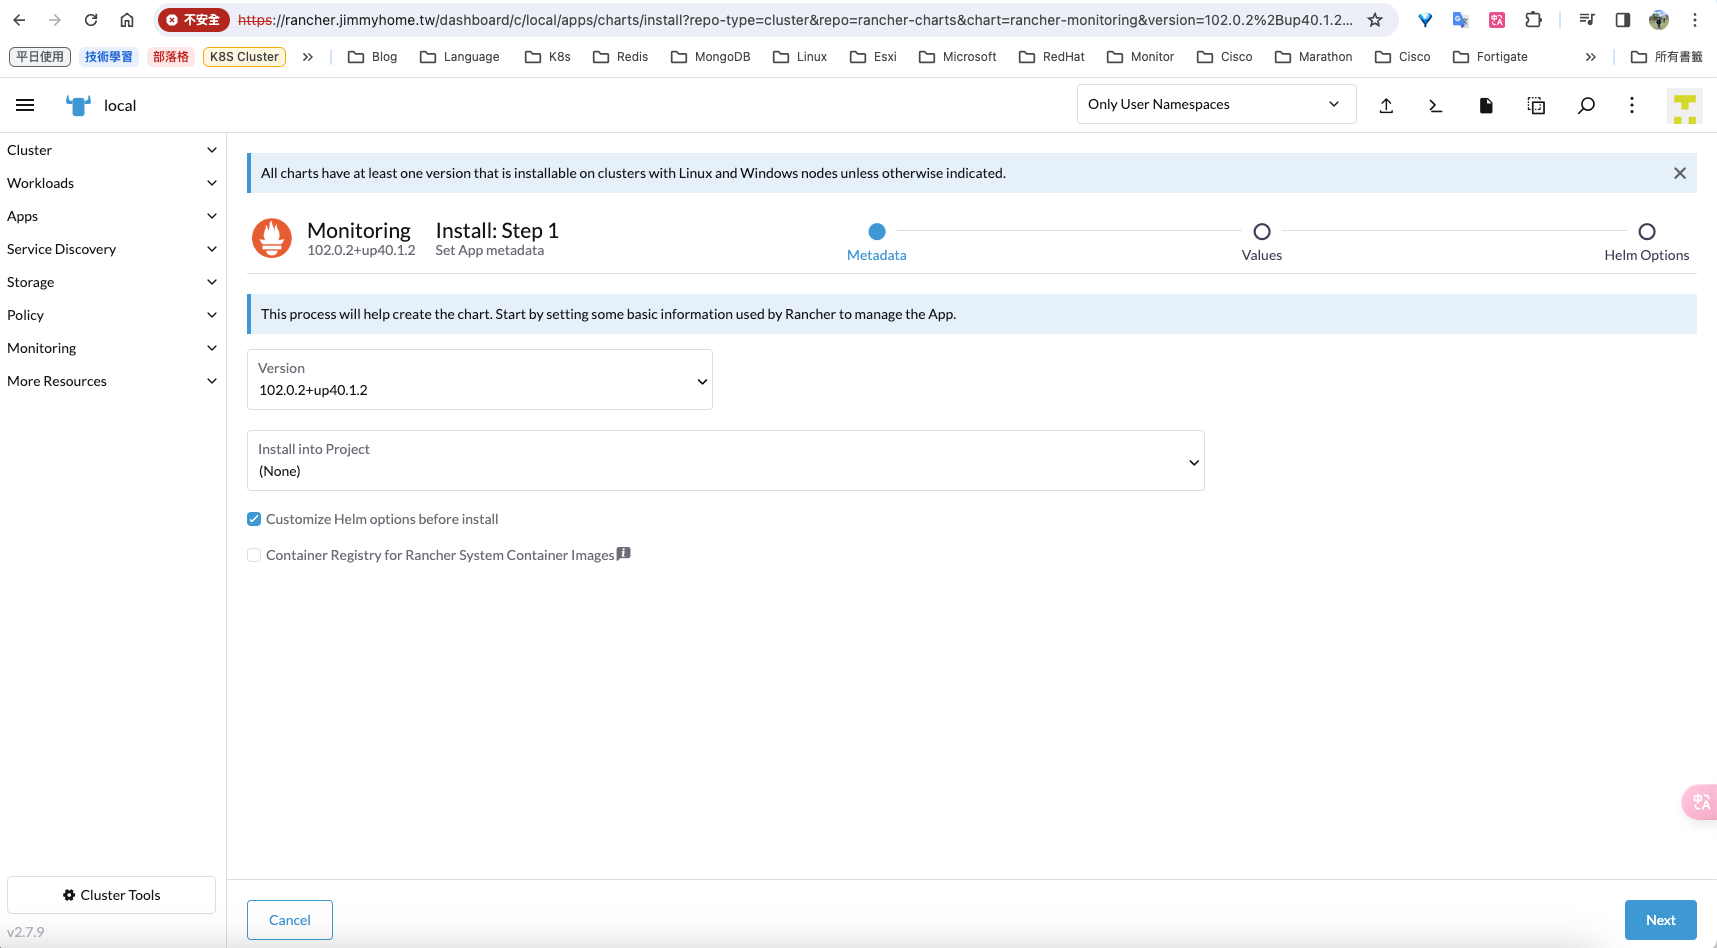 不安全 https://rancher.jimmyhome.tw/dashboard/c/local/apps/charts/install?repo-type=cluster&repo=rancher-charts&chart=rancher-monitoring&version=102.0.2%2Bup40.1.2...
平日使用 技術學習 部落格 K8S Cluster » Blog Language K8s Redis MongoDB Linux Esxi Microsoft RedHat Monitor Cisco Marathon Cisco Fortigate » 所有書籤
local
Only User Namespaces
Cluster
Workloads
Apps
Service Discovery
Storage
Policy
Monitoring
More Resources
All charts have at least one version that is installable on clusters with Linux and Windows nodes unless otherwise indicated.
Monitoring Install: Step 1
102.0.2+up40.1.2 Set App metadata
Metadata Values Helm Options
This process will help create the chart. Start by setting some basic information used by Rancher to manage the App.
Version
102.0.2+up40.1.2
Install into Project
(None)
Customize Helm options before install
Container Registry for Rancher System Container Images
Cluster Tools
v2.7.9
Cancel
Next